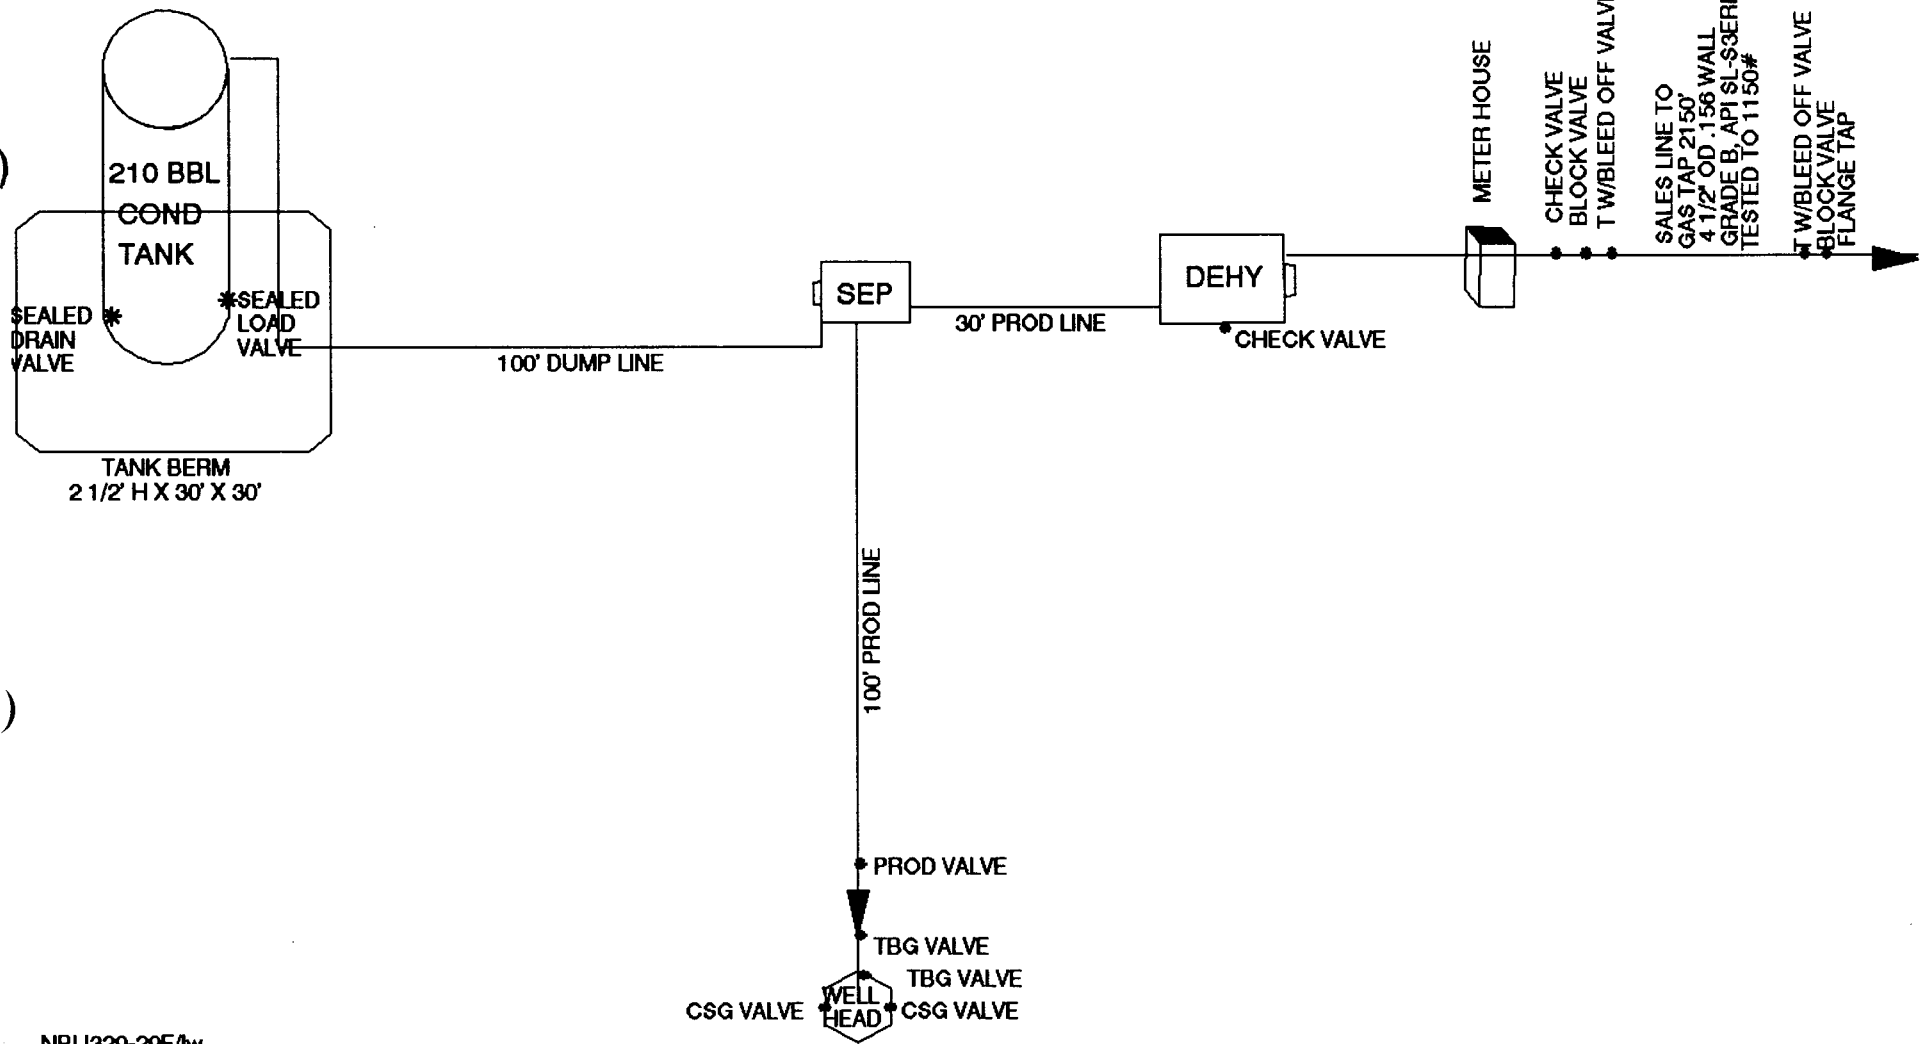 210 BBL
COND
TANK
SEALED
DRAIN
VALVE
SEALED
LOAD
VALVE
TANK BERM
2 1/2' H X 30' X 30'
100' DUMP LINE
SEP
30' PROD LINE
DEHY
CHECK VALVE
METER HOUSE
CHECK VALVE
BLOCK VALVE
T W/BLEED OFF VALVE
SALES LINE TO
GAS TAP 2150'
4 1/2" OD .156 WALL
GRADE B, API SL-S3ERI
TESTED TO 1150#
T W/BLEED OFF VALVE
BLOCK VALVE
FLANGE TAP
100' PROD LINE
PROD VALVE
TBG VALVE
TBG VALVE
CSG VALVE
WELL
HEAD
CSG VALVE